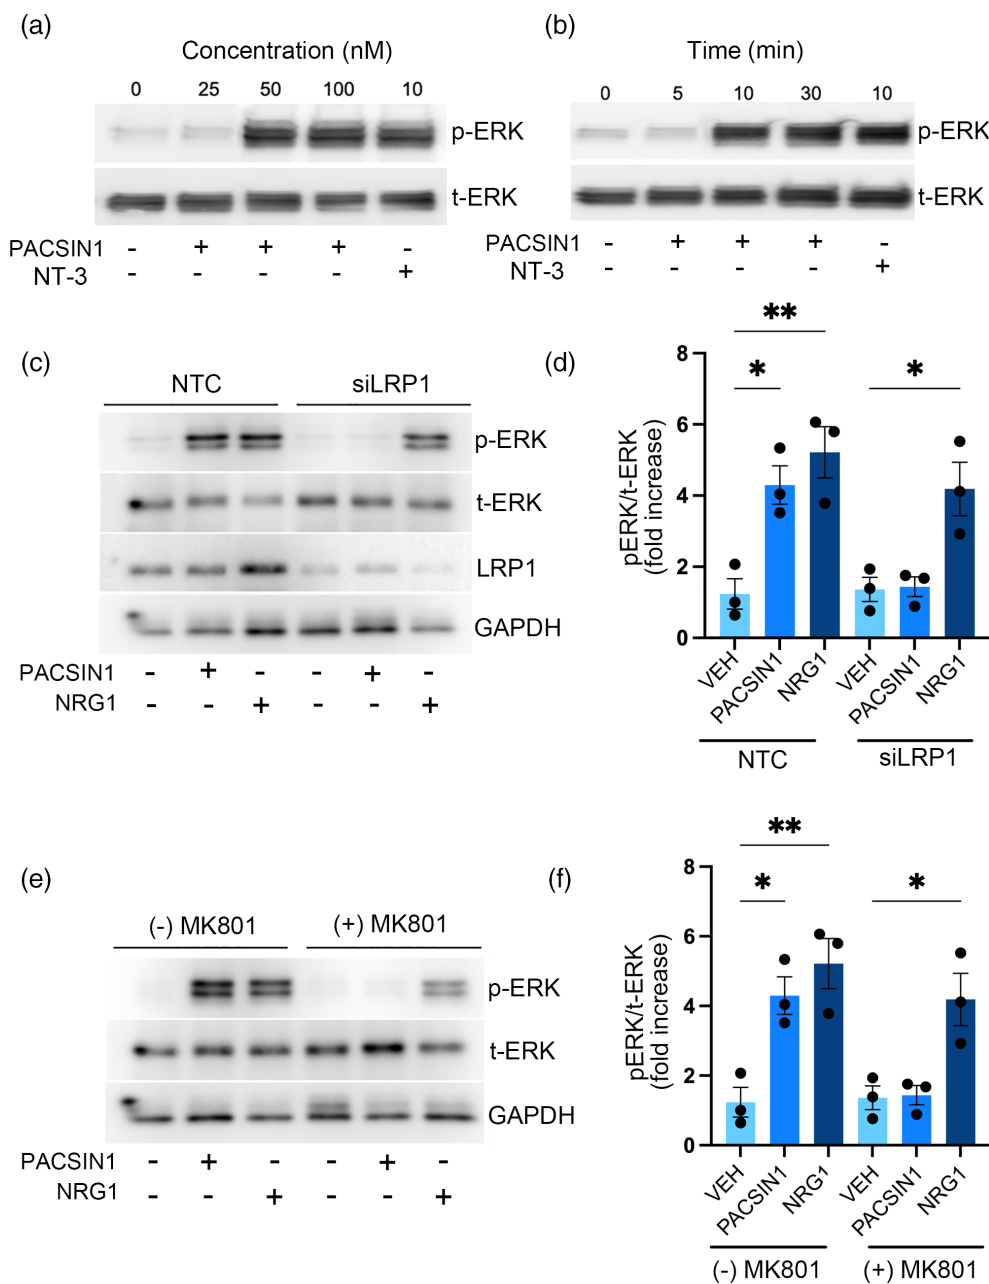 (a)
Concentration (nM)
0 25 50 100 10
p-ERK
t-ERK
PACSIN1 - + + + -
NT-3 - - - - +
(b)
Time (min)
0 5 10 30 10
p-ERK
t-ERK
PACSIN1 - + + + -
NT-3 - - - - +
(c)
NTC siLRP1
p-ERK
t-ERK
LRP1
GAPDH
PACSIN1 - + - - + -
NRG1 - - + - - +
(d)
pERK/t-ERK
(fold increase)
8
6
4
2
0
** 
* *
VEH PACSIN1 NRG1 VEH PACSIN1 NRG1
NTC siLRP1
(e)
(-) MK801 (+) MK801
p-ERK
t-ERK
GAPDH
PACSIN1 - + - - + -
NRG1 - - + - - +
(f)
pERK/t-ERK
(fold increase)
8
6
4
2
0
**
* *
VEH PACSIN1 NRG1 VEH PACSIN1 NRG1
(-) MK801 (+) MK801